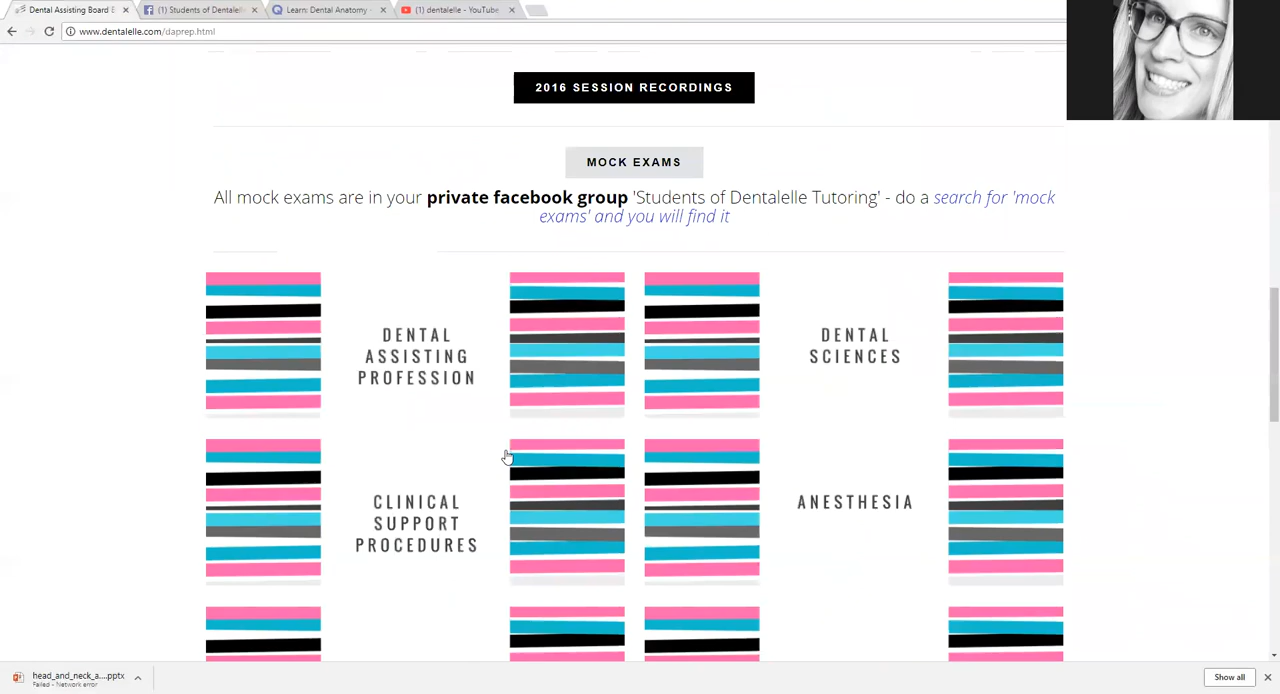 Dental Assisting Board E
(1) Students of Dentalelle
Learn: Dental Anatomy -
(1) dentalelle - YouTube
www.dentalelle.com/daprep.html
2016 SESSION RECORDINGS
MOCK EXAMS
All mock exams are in your private facebook group 'Students of Dentalelle Tutoring' - do a search for 'mock
exams' and you will find it
DENTAL
ASSISTING
PROFESSION
DENTAL
SCIENCES
CLINICAL
SUPPORT
PROCEDURES
ANESTHESIA
head_and_neck_a....pptx
Failed - Network error
Show all